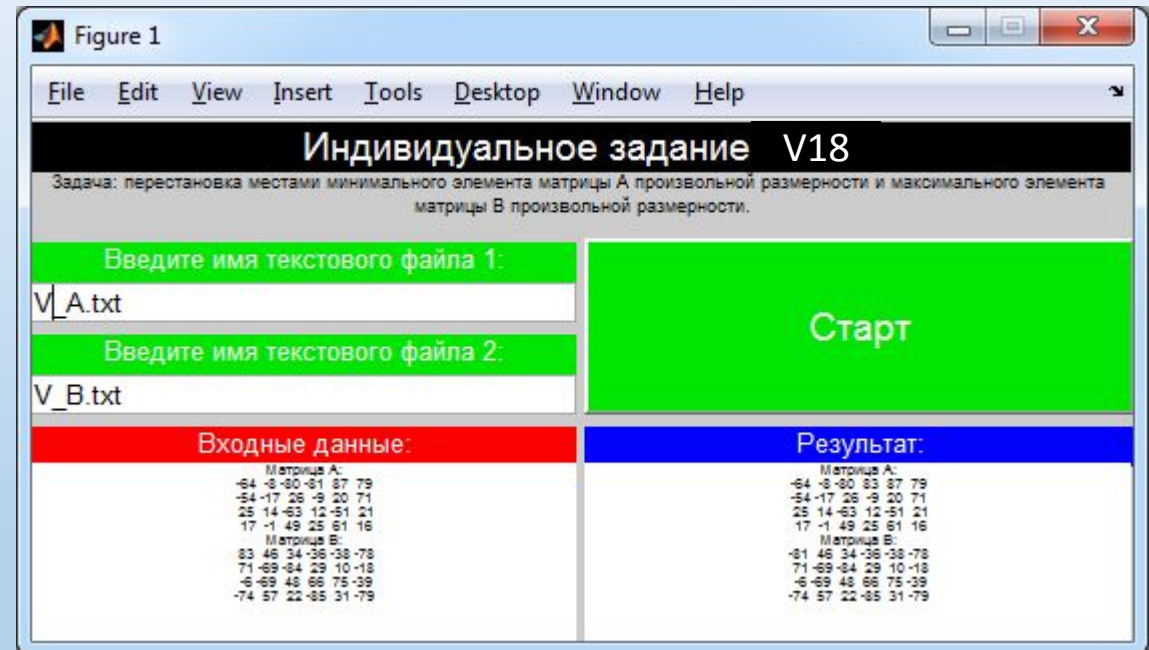 Figure 1
File Edit View Insert Tools Desktop Window Help
Индивидуальное задание V18
Задача: перестановка местами минимального элемента матрицы А произвольной размерности и максимального элемента
матрицы В произвольной размерности.
Введите имя текстового файла 1:
V_A.txt
Введите имя текстового файла 2:
V_B.txt
Старт
Входные данные:
Матрица А:
-64 -8 -80 -81 87 79
-54 -17 26 -9 20 71
25 14 -63 12 -51 21
17 -1 49 25 61 16
Матрица В:
83 46 34 -36 -38 -78
71 -69 -84 29 10 -18
-6 -69 48 66 75 -39
-74 57 22 -85 31 -79
Результат:
Матрица А:
-64 -8 -80 83 87 79
-54 -17 26 -9 20 71
25 14 -63 12 -51 21
17 -1 49 25 61 16
Матрица В:
-81 46 34 -36 -38 -78
71 -69 -84 29 10 -18
-6 -69 48 66 75 -39
-74 57 22 -85 31 -79